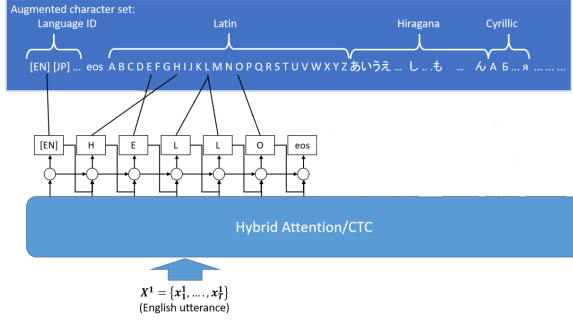 Augmented character set:
Language ID Latin Hiragana Cyrillic
[EN] [JP] ... eos A B C D E F G H I J K L M N O P Q R S T U V W X Y Z あいうえ ... し .. .も ... ん А Б ... я ... ... ...
[EN] H E L L O eos
Hybrid Attention/CTC
X¹ = {x¹₁, ...., x¹_T}
(English utterance)